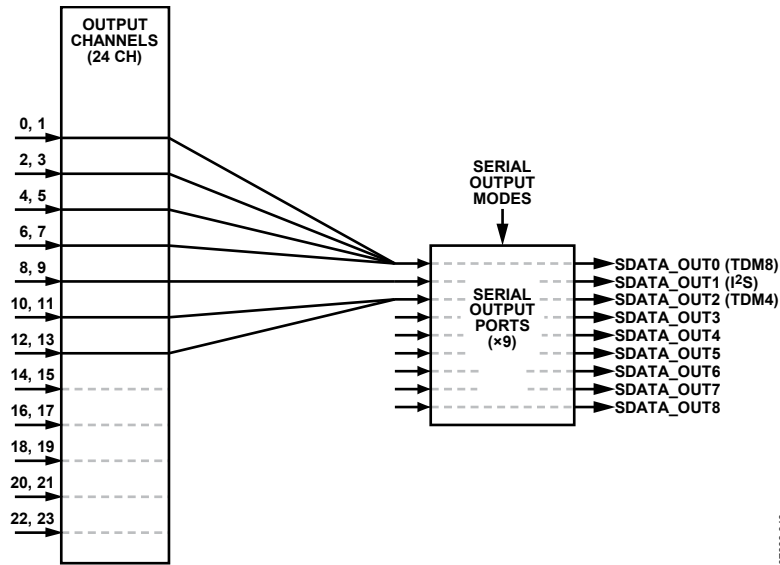 OUTPUT
CHANNELS
(24 CH)
0, 1
2, 3
4, 5
6, 7
8, 9
10, 11
12, 13
14, 15
16, 17
18, 19
20, 21
22, 23
SERIAL
OUTPUT
MODES
SERIAL
OUTPUT
PORTS
(×9)
SDATA_OUT0 (TDM8)
SDATA_OUT1 (I²S)
SDATA_OUT2 (TDM4)
SDATA_OUT3
SDATA_OUT4
SDATA_OUT5
SDATA_OUT6
SDATA_OUT7
SDATA_OUT8